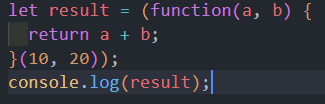 let result = (function(a, b) {
  return a + b;
}(10, 20));
console.log(result);